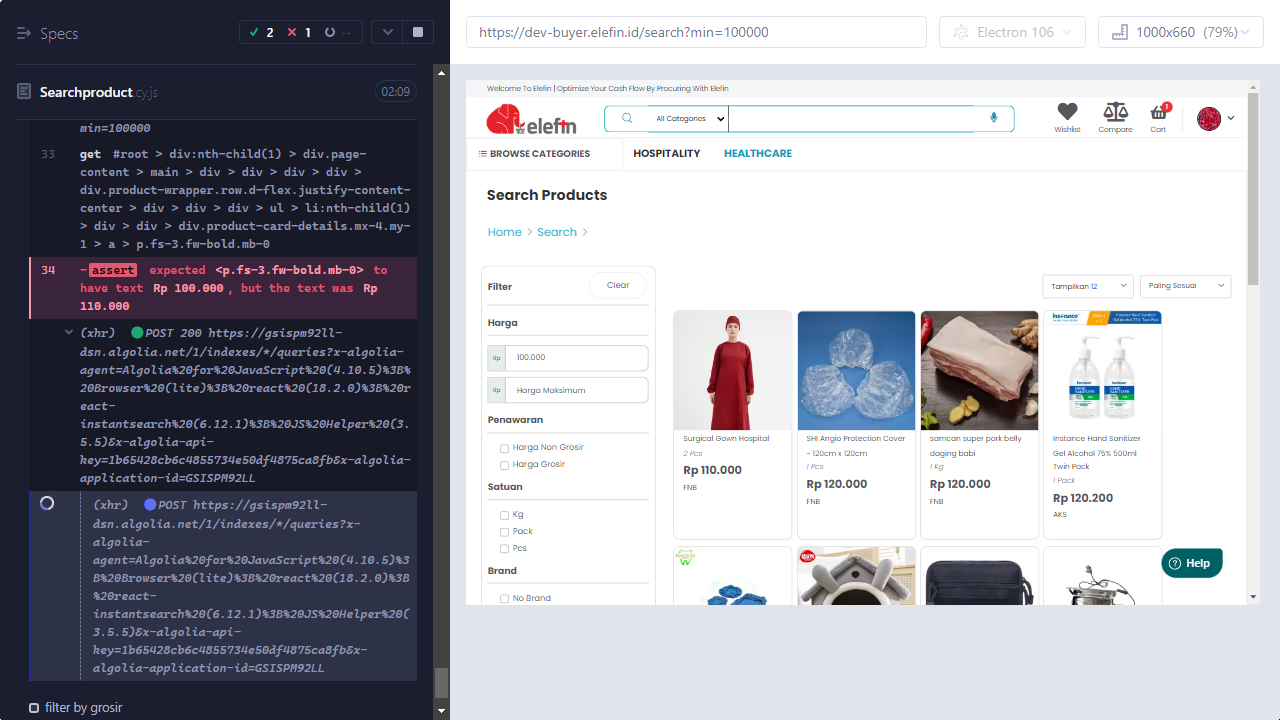 Specs
2
1
--
Searchproduct.cy.js
02:09
min=100000
33
get #root > div:nth-child(1) > div.page-
content > main > div > div > div > div >
div.product-wrapper.row.d-flex.justify-content-
center > div > div > div > ul > li:nth-child(1)
> div > div > div.product-card-details.mx-4.my-
1 > a > p.fs-3.fw-bold.mb-0
34
-assert expected <p.fs-3.fw-bold.mb-0> to
have text Rp 100.000, but the text was Rp
110.000
(xhr) POST 200 https://gsispm92ll-
dsn.algolia.net/1/indexes/*/queries?x-algolia-
agent=Algolia%20for%20JavaScript%20(4.10.5)%3B%
20Browser%20(lite)%3B%20react%20(18.2.0)%3B%20r
eact-
instantsearch%20(6.12.1)%3B%20JS%20Helper%20(3.
5.5)&x-algolia-api-
key=1b65428cb6c4855734e50df4875ca8fb&x-algolia-
application-id=GSISPM92LL
(xhr) POST https://gsispm92ll-
dsn.algolia.net/1/indexes/*/queries?x-
algolia-
agent=Algolia%20for%20JavaScript%20(4.10.5)%3
B%20Browser%20(lite)%3B%20react%20(18.2.0)%3B
%20react-
instantsearch%20(6.12.1)%3B%20JS%20Helper%20(
3.5.5)&x-algolia-api-
key=1b65428cb6c4855734e50df4875ca8fb&x-
algolia-application-id=GSISPM92LL
filter by grosir
https://dev-buyer.elefin.id/search?min=100000
Electron 106
1000x660 (79%)
Welcome To Elefin | Optimize Your Cash Flow By Procuring With Elefin
elefin
All Categories
Wishlist
Compare
1
Cart
BROWSE CATEGORIES
HOSPITALITY
HEALTHCARE
Search Products
Home > Search >
Filter
Clear
Harga
Rp 100.000
Rp Harga Maksimum
Penawaran
Harga Non Grosir
Harga Grosir
Satuan
Kg
Pack
Pcs
Brand
No Brand
Tampilkan 12
Paling Sesuai
Surgical Gown Hospital
2 Pcs
Rp 110.000
FNB
SHI Angio Protection Cover
- 120cm x 120cm
1 Pcs
Rp 120.000
FNB
samcan super pork belly
daging babi
1 Kg
Rp 120.000
FNB
Instance Hand Sanitizer
Gel Alcohol 75% 500ml
Twin Pack
1 Pack
Rp 120.200
AKS
Help